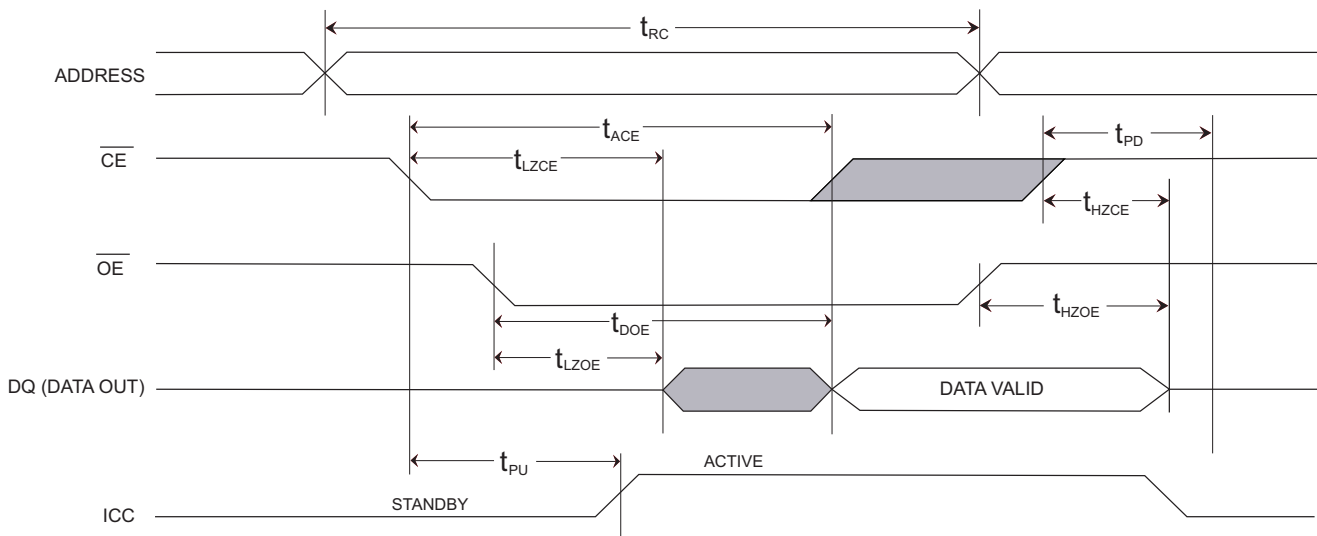 tRC
ADDRESS
tACE
tPD
CE
tLZCE
tHZCE
OE
tHZOE
tDOE
tLZOE
DQ (DATA OUT)
DATA VALID
tPU
ACTIVE
STANDBY
ICC